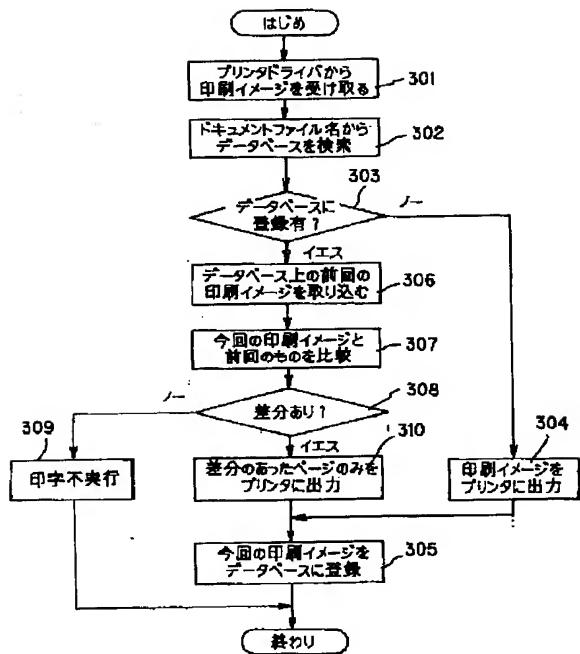 はじめ
プリンタドライバから
印刷イメージを受け取る
301
ドキュメントファイル名から
データベースを検索
302
303
データベースに
登録有?
ノー
イエス
データベース上の前回の
印刷イメージを取り込む
306
今回の印刷イメージと
前回のものを比較
307
308
差分あり?
ノー
イエス
309
印字不実行
310
差分のあったページのみを
プリンタに出力
304
印刷イメージを
プリンタに出力
今回の印刷イメージを
データベースに登録
305
終わり